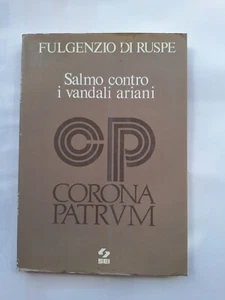 FULGENZIO DI RUSPE
Salmo contro
i vandali ariani
CP
CORONA
PATRVM
SEI